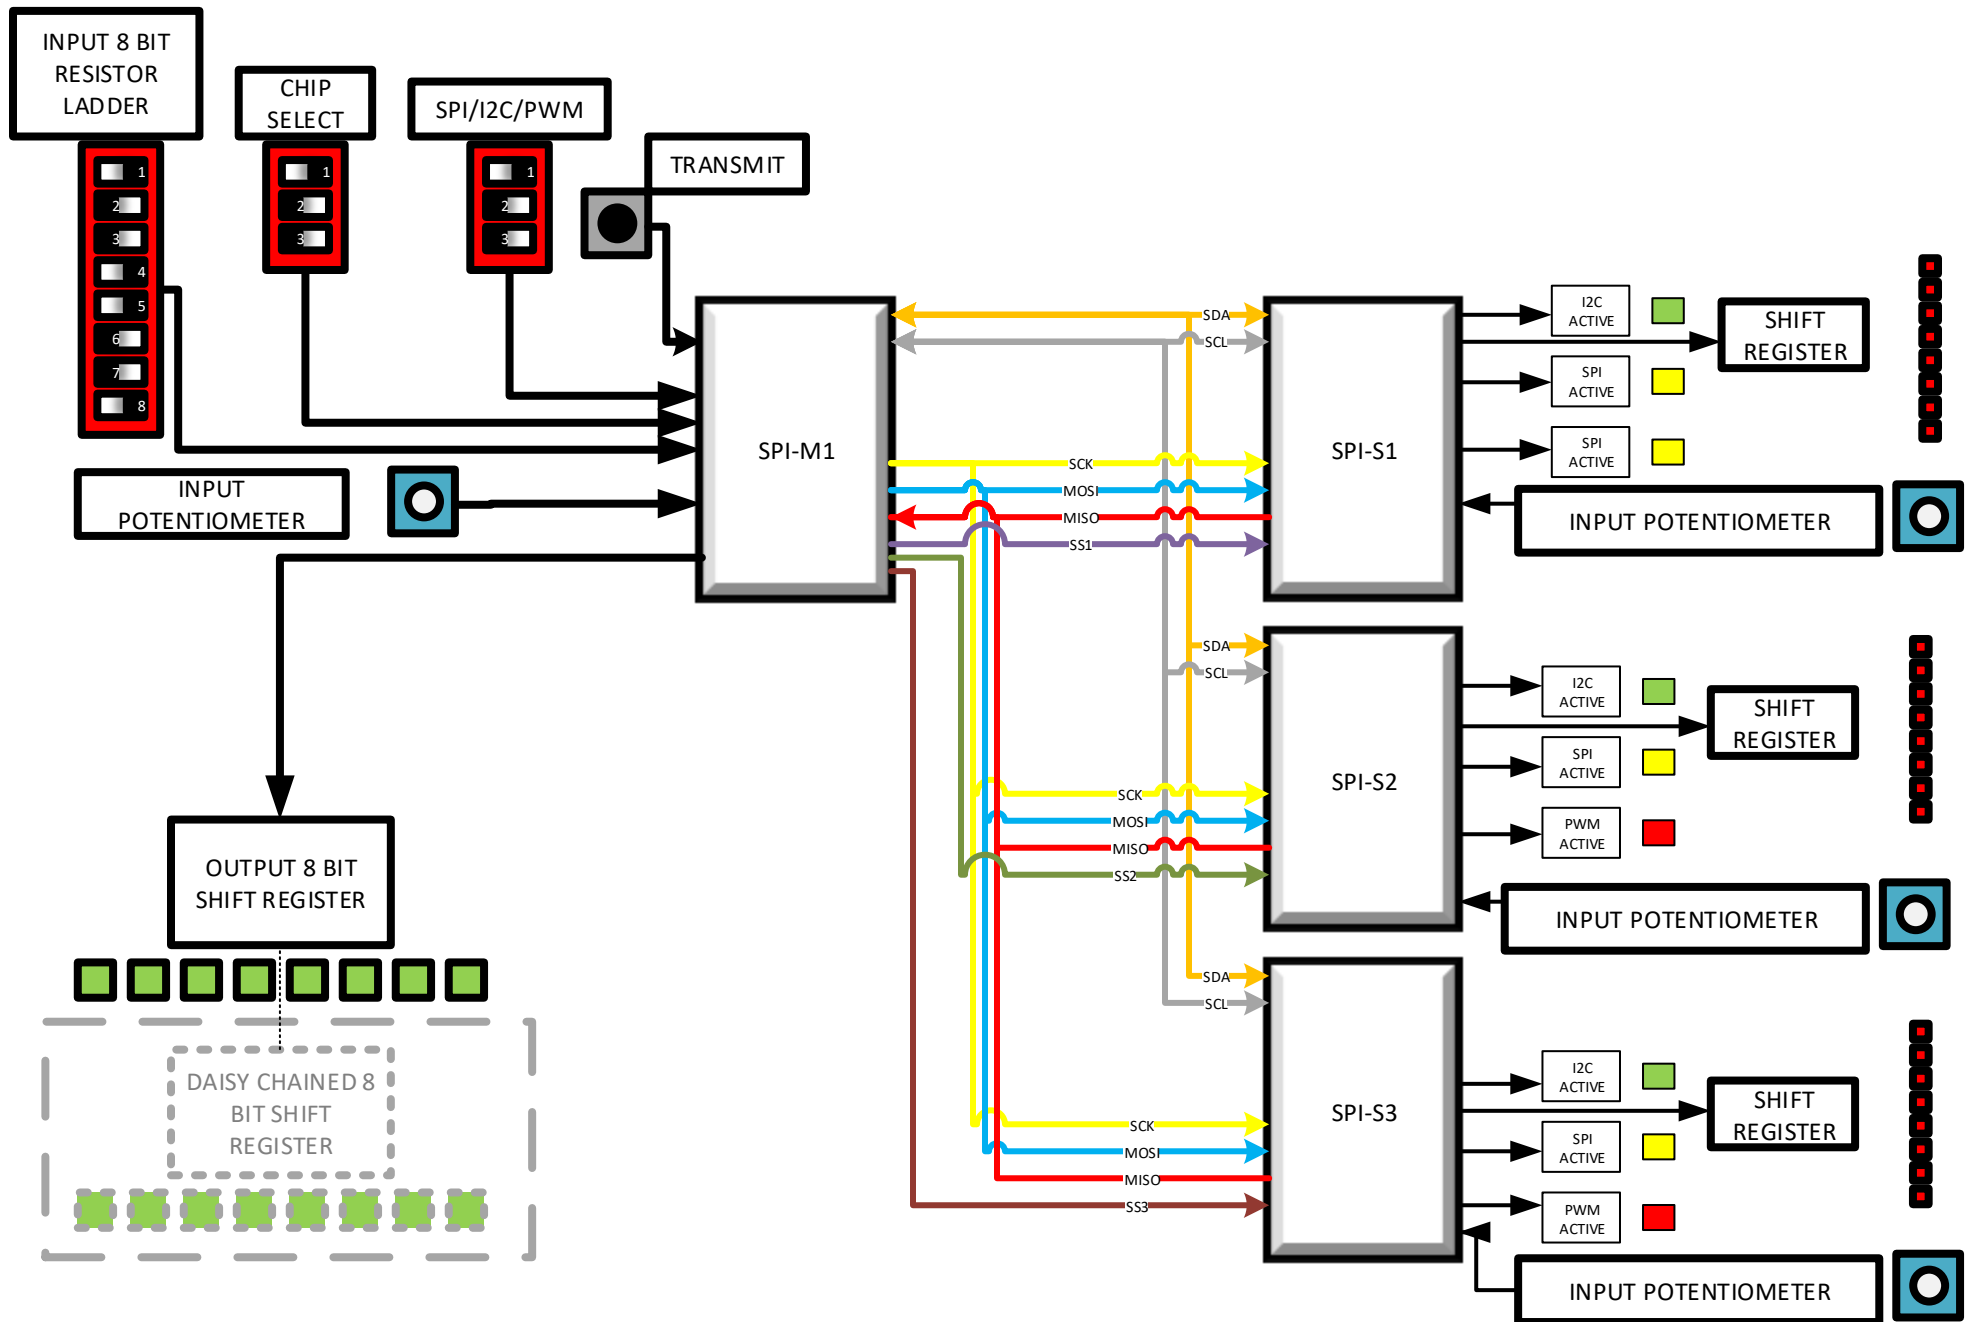 INPUT 8 BIT
RESISTOR
LADDER
CHIP
SELECT
SPI/I2C/PWM
TRANSMIT
1
2
3
4
5
6
7
8
1
2
3
1
2
3
INPUT
POTENTIOMETER
SPI-M1
OUTPUT 8 BIT
SHIFT REGISTER
DAISY CHAINED 8
BIT SHIFT
REGISTER
SDA
SCL
SCK
MOSI
MISO
SS1
SPI-S1
I2C
ACTIVE
SHIFT
REGISTER
SPI
ACTIVE
SPI
ACTIVE
INPUT POTENTIOMETER
SDA
SCL
SCK
MOSI
MISO
SS2
SPI-S2
I2C
ACTIVE
SHIFT
REGISTER
SPI
ACTIVE
PWM
ACTIVE
INPUT POTENTIOMETER
SDA
SCL
SCK
MOSI
MISO
SS3
SPI-S3
I2C
ACTIVE
SHIFT
REGISTER
SPI
ACTIVE
PWM
ACTIVE
INPUT POTENTIOMETER